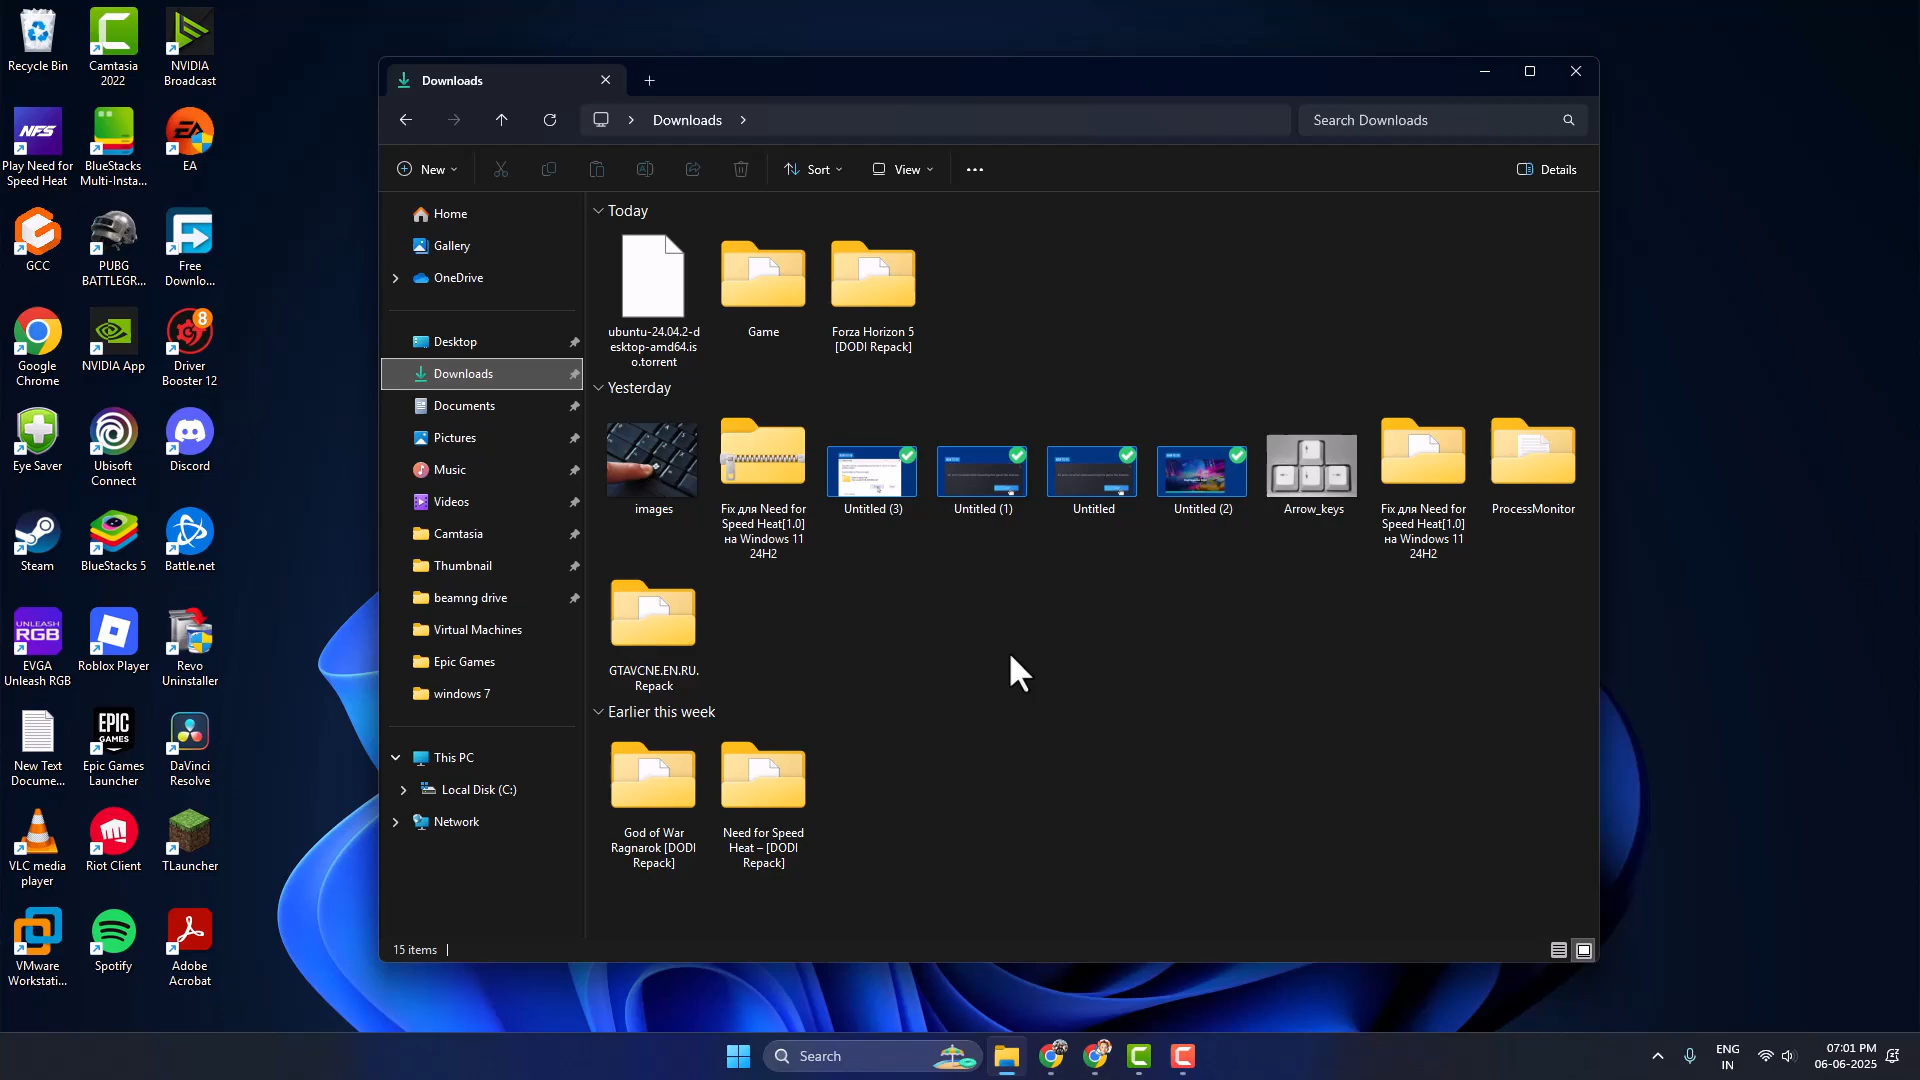 Recycle Bin
Camtasia
2022
NVIDIA
Broadcast
NFS
Play Need for
Speed Heat
BlueStacks
Multi-Insta...
EA
EA
GCC
PUBG
BATTLEGR...
Free
Downlo...
Google
Chrome
NVIDIA App
8
Driver
Booster 12
Eye Saver
Ubisoft
Connect
Discord
Steam
BlueStacks 5
Battle.net
UNLEASH
RGB
EVGA
Unleash RGB
Roblox Player
Revo
Uninstaller
New Text
Docume...
EPIC
GAMES
Epic Games
Launcher
DaVinci
Resolve
VLC media
player
Riot Client
TLauncher
VMware
Workstati...
Spotify
Adobe
Acrobat
Downloads
Downloads
Search Downloads
New
Sort
View
Details
Home
Gallery
OneDrive
Desktop
Downloads
Documents
Pictures
Music
Videos
Camtasia
Thumbnail
beamng drive
Virtual Machines
Epic Games
windows 7
This PC
Local Disk (C:)
Network
Today
ubuntu-24.04.2-d
esktop-amd64.is
o.torrent
Game
Forza Horizon 5
[DODI Repack]
Yesterday
images
Fix для Need for
Speed Heat[1.0]
на Windows 11
24H2
Untitled (3)
Untitled (1)
Untitled
Untitled (2)
Arrow_keys
Fix для Need for
Speed Heat[1.0]
на Windows 11
24H2
ProcessMonitor
GTAVCNE.EN.RU.
Repack
Earlier this week
God of War
Ragnarok [DODI
Repack]
Need for Speed
Heat – [DODI
Repack]
15 items
Search
ENG
IN
07:01 PM
06-06-2025